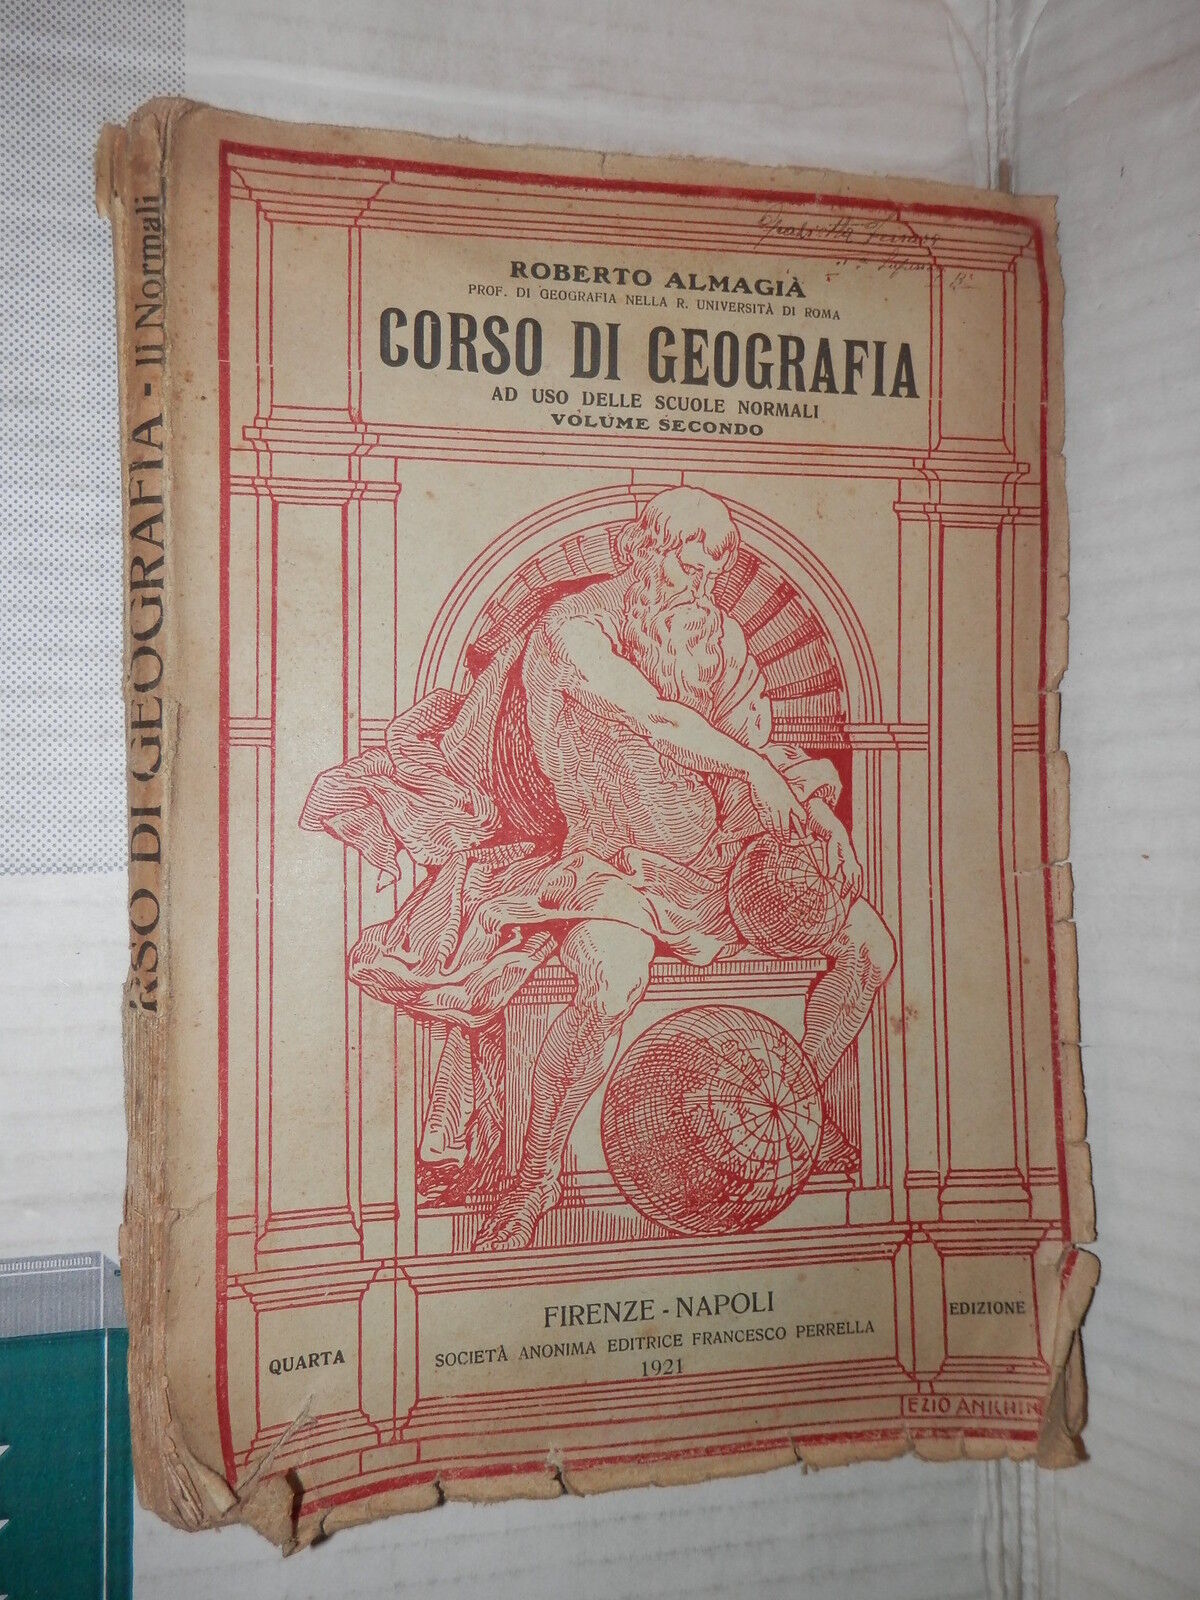 ROBERTO ALMAGIÀ
PROF. DI GEOGRAFIA NELLA R. UNIVERSITÀ DI ROMA
CORSO DI GEOGRAFIA
AD USO DELLE SCUOLE NORMALI
VOLUME SECONDO
FIRENZE - NAPOLI
SOCIETÀ ANONIMA EDITRICE FRANCESCO PERRELLA
1921
QUARTA
EDIZIONE
EZIO ANICHIN
RSO DI GEOGRAFIA - II Normali